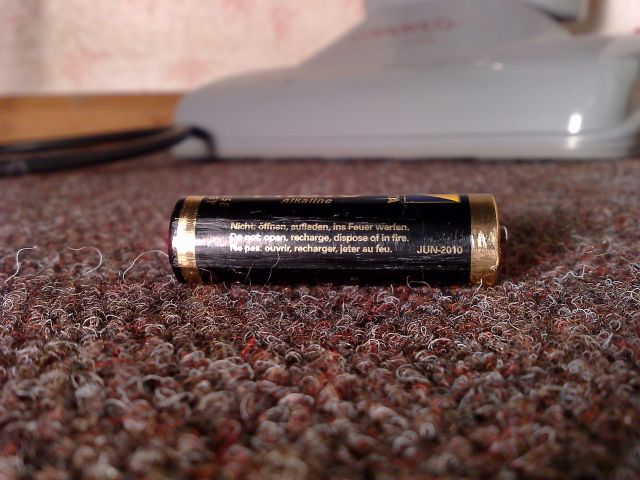 Alkaline
Nicht öffnen, aufladen, ins Feuer werfen.
Do not open, recharge, dispose of in fire.
Ne pas ouvrir, recharger, jeter au feu.
JUN-2010